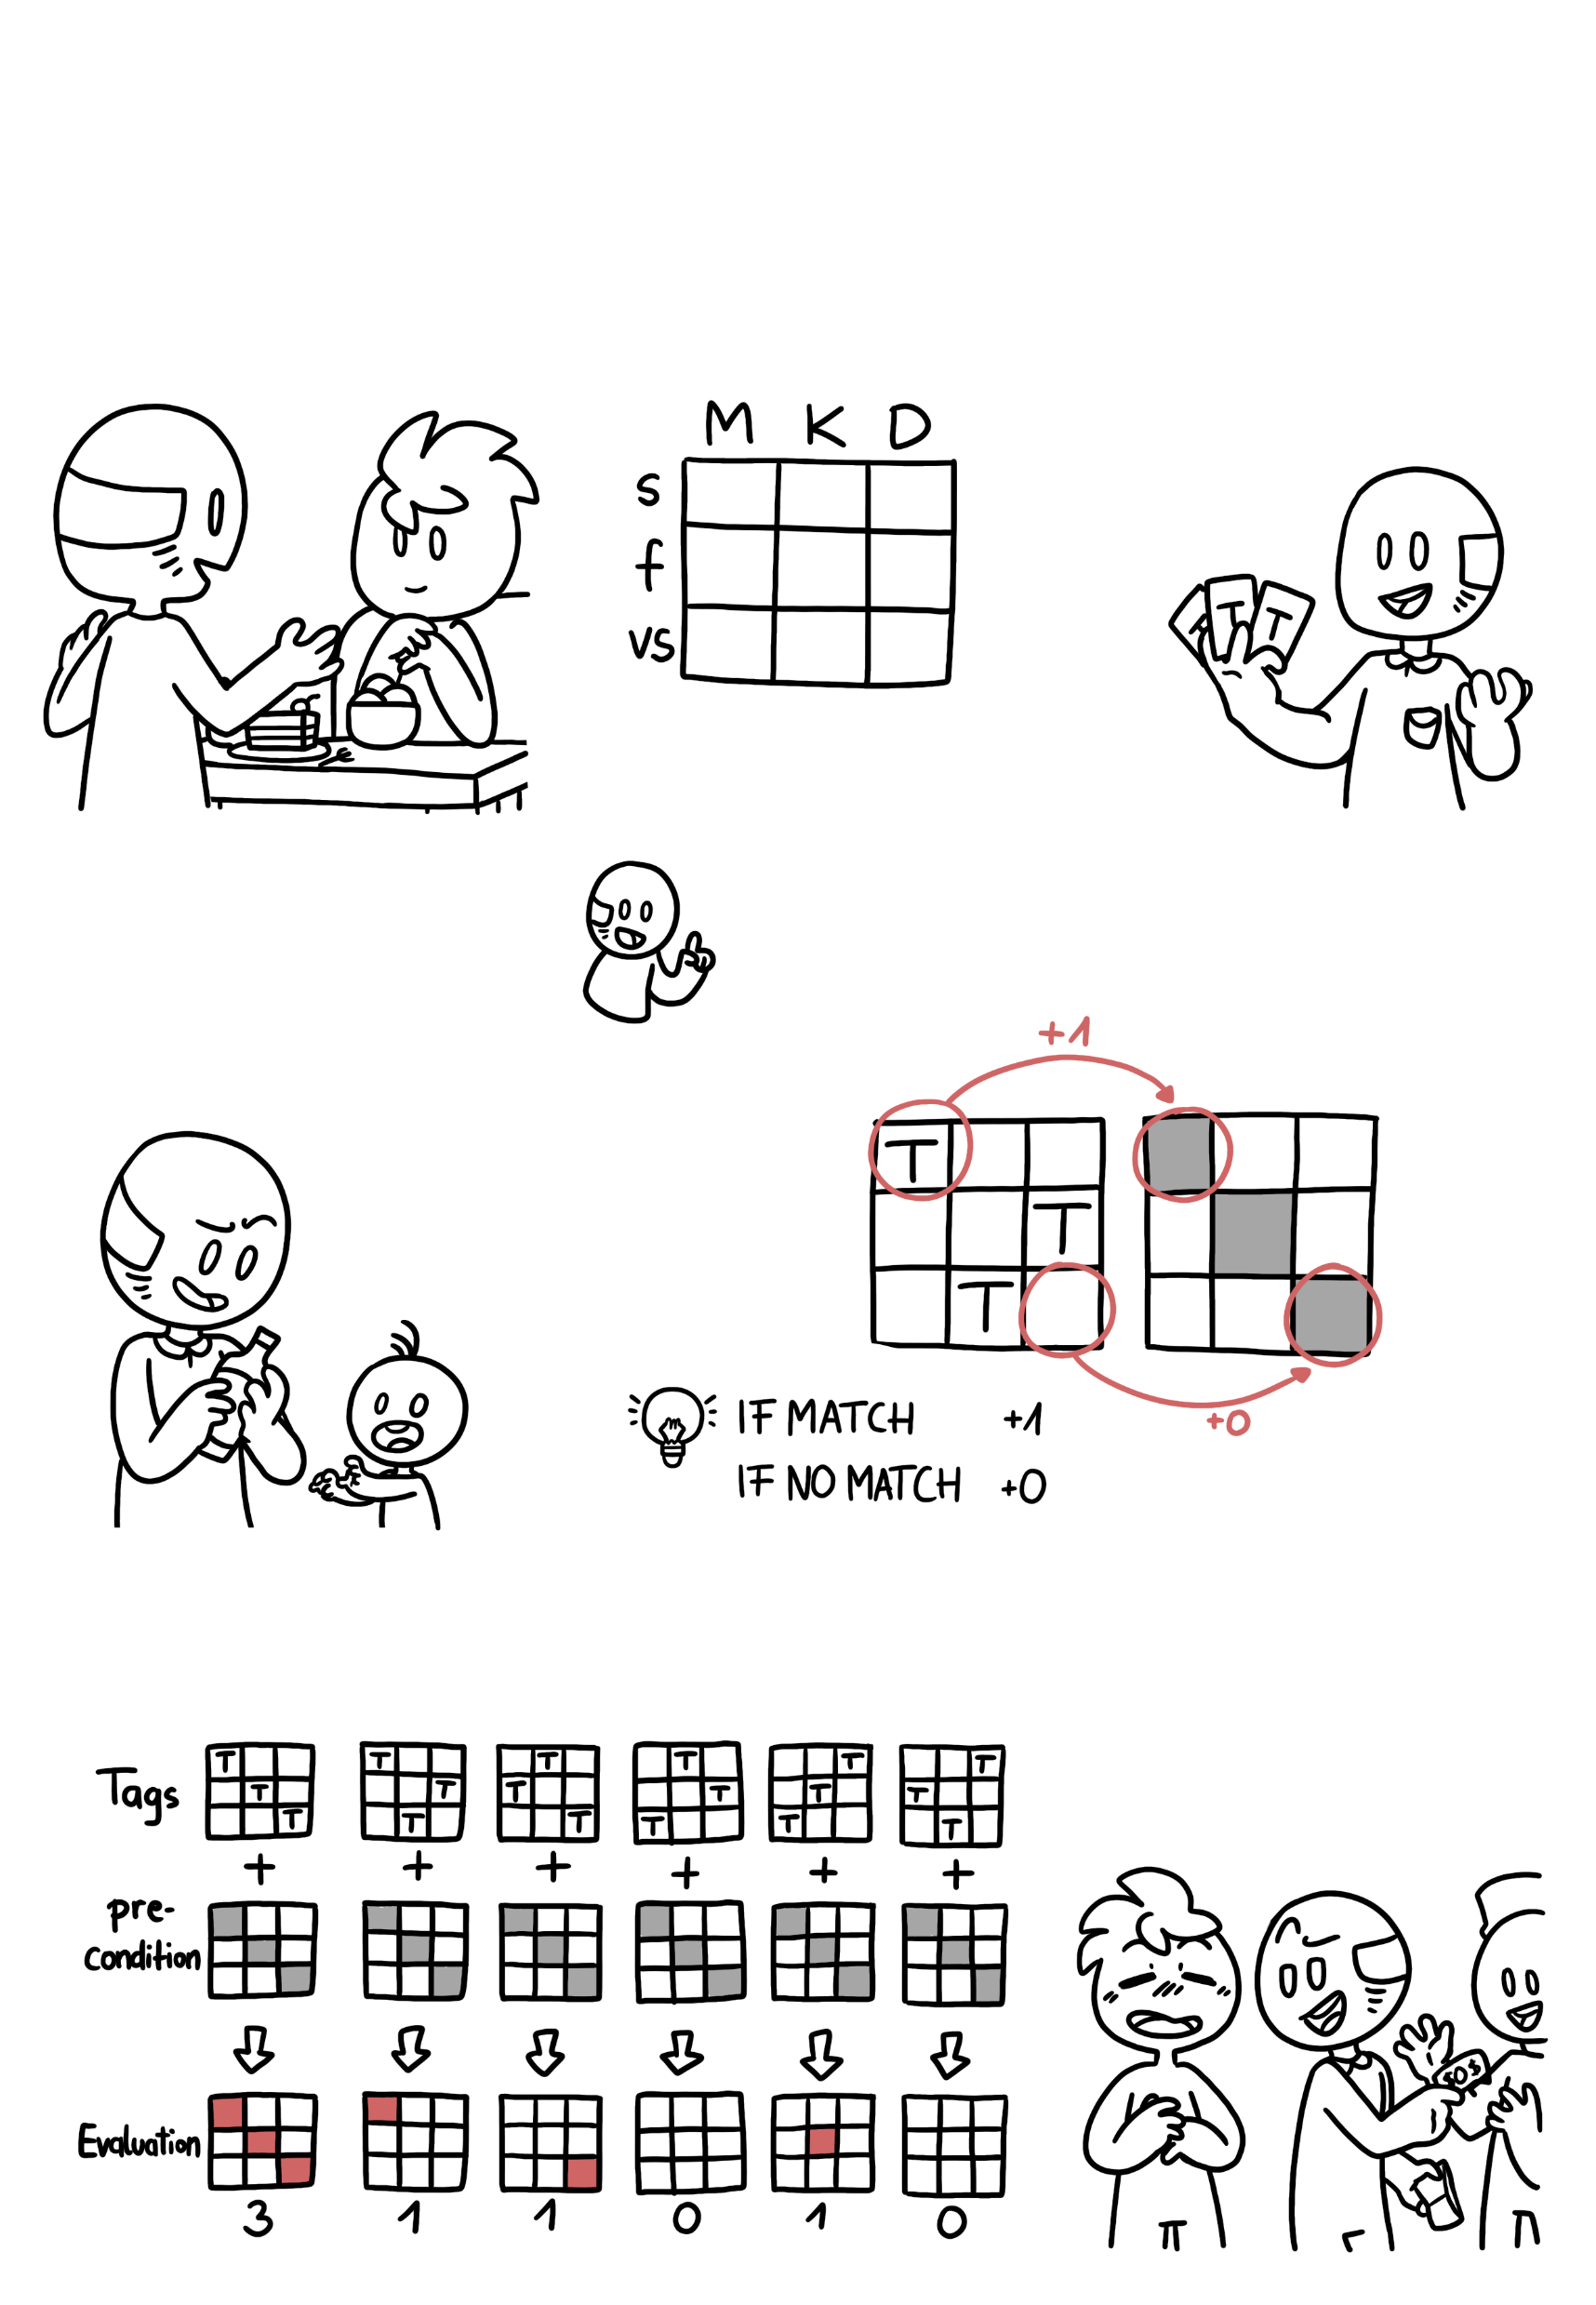 M K D
s
f
vs
T T
+1
T
T
T
+0
IF MATCH +1
IF NO MATCH +0
Tags
T T T T T T
T T T T T T
T T T T T T
+ + + + + +
pre-
condition
Evaluation
3 1 1 0 1 0